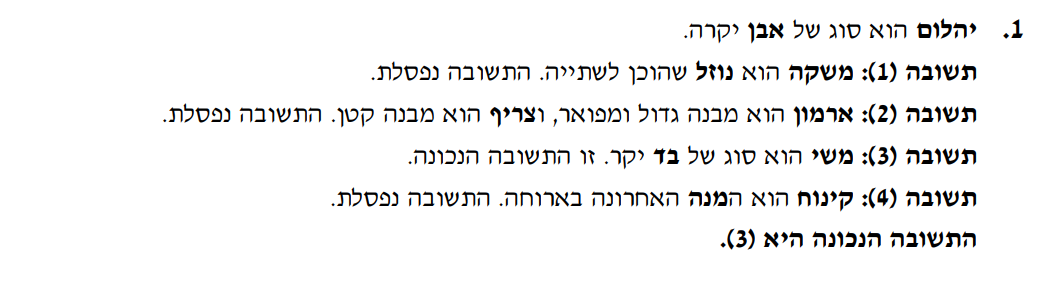 1. יהלום הוא סוג של אבן יקרה.
תשובה (1): משקה הוא נוזל שהוכן לשתייה. התשובה נפסלת.
תשובה (2): ארמון הוא מבנה גדול ומפואר, וצריף הוא מבנה קטן. התשובה נפסלת.
תשובה (3): משי הוא סוג של בד יקר. זו התשובה הנכונה.
תשובה (4): קינוח הוא המנה האחרונה בארוחה. התשובה נפסלת.
התשובה הנכונה היא (3).